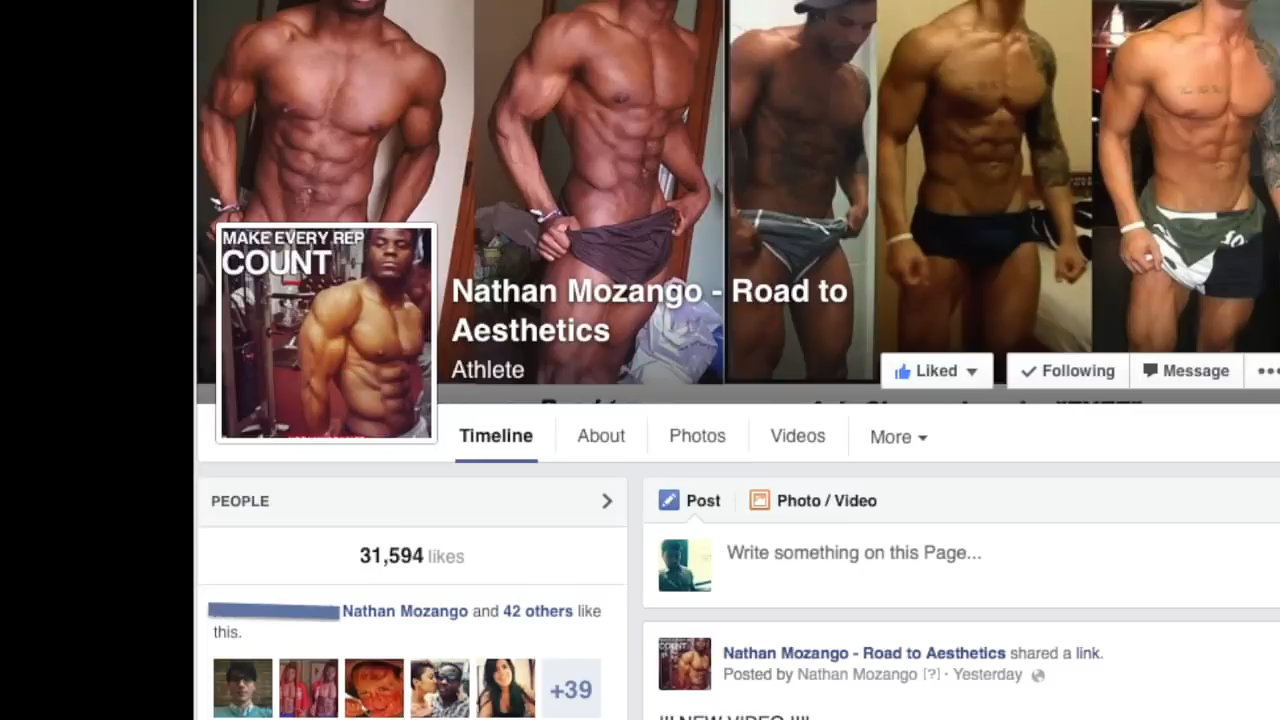 MAKE EVERY REP
COUNT
Nathan Mozango - Road to
Aesthetics
Athlete
Liked
Following
Message
Timeline
About
Photos
Videos
More
PEOPLE
31,594 likes
Nathan Mozango and 42 others like
this.
+39
Post
Photo / Video
Write something on this Page...
Nathan Mozango - Road to Aesthetics shared a link.
Posted by Nathan Mozango [?] · Yesterday
!!! NEW VIDEO !!!!